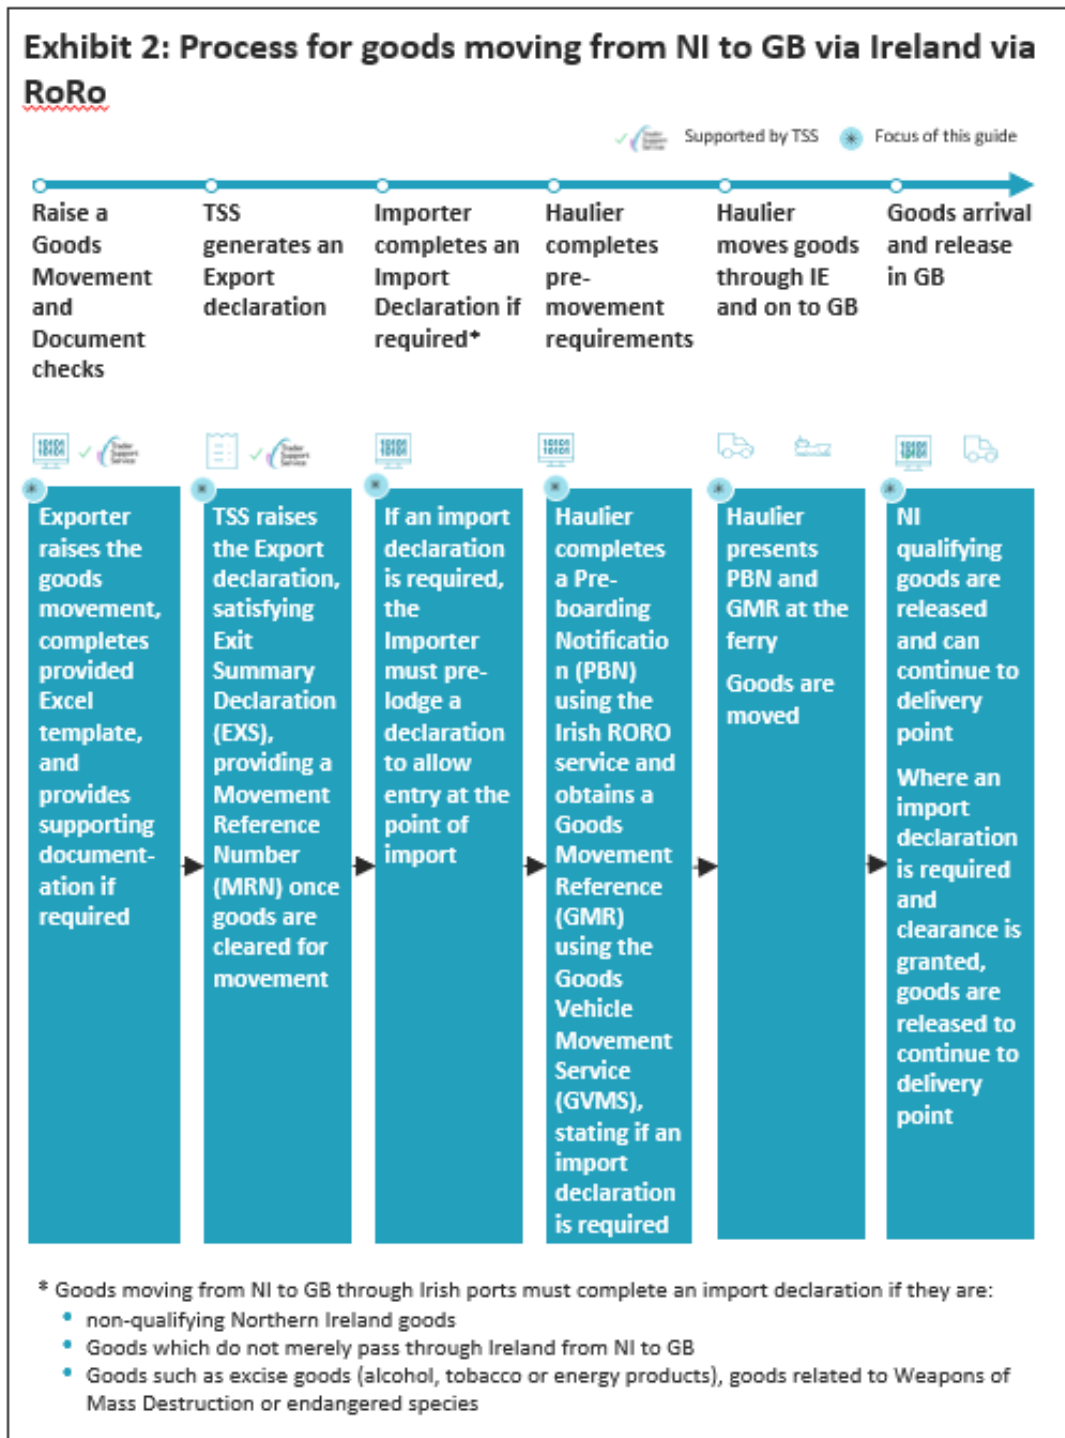 Exhibit 2: Process for goods moving from NI to GB via Ireland via
RoRo
Trader
Support
Service
Supported by TSS
Focus of this guide
Raise a
Goods
Movement
and
Document
checks
TSS
generates an
Export
declaration
Importer
completes an
Import
Declaration if
required*
Haulier
completes
pre-
movement
requirements
Haulier
moves goods
through IE
and on to GB
Goods arrival
and release
in GB
Trader
Support
Service
Trader
Support
Service
Exporter
raises the
goods
movement,
completes
provided
Excel
template,
and
provides
supporting
document-
ation if
required
TSS raises
the Export
declaration,
satisfying
Exit
Summary
Declaration
(EXS),
providing a
Movement
Reference
Number
(MRN) once
goods are
cleared for
movement
If an import
declaration
is required,
the
Importer
must pre-
lodge a
declaration
to allow
entry at the
point of
import
Haulier
completes
a Pre-
boarding
Notificatio
n (PBN)
using the
Irish RORO
service and
obtains a
Goods
Movement
Reference
(GMR)
using the
Goods
Vehicle
Movement
Service
(GVMS),
stating if an
import
declaration
is required
Haulier
presents
PBN and
GMR at the
ferry
Goods are
moved
NI
qualifying
goods are
released
and can
continue to
delivery
point
Where an
import
declaration
is required
and
clearance is
granted,
goods are
released to
continue to
delivery
point
* Goods moving from NI to GB through Irish ports must complete an import declaration if they are:
• non-qualifying Northern Ireland goods
• Goods which do not merely pass through Ireland from NI to GB
• Goods such as excise goods (alcohol, tobacco or energy products), goods related to Weapons of
Mass Destruction or endangered species